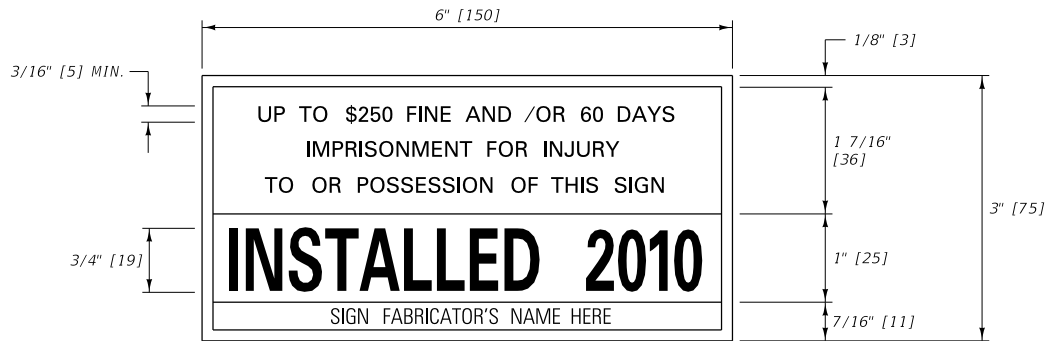 6" [150]
1/8" [3]
3/16" [5] MIN.
UP TO $250 FINE AND /OR 60 DAYS
IMPRISONMENT FOR INJURY
TO OR POSSESSION OF THIS SIGN
1 7/16"
[36]
3" [75]
3/4" [19]
INSTALLED 2010
1" [25]
SIGN FABRICATOR'S NAME HERE
7/16" [11]